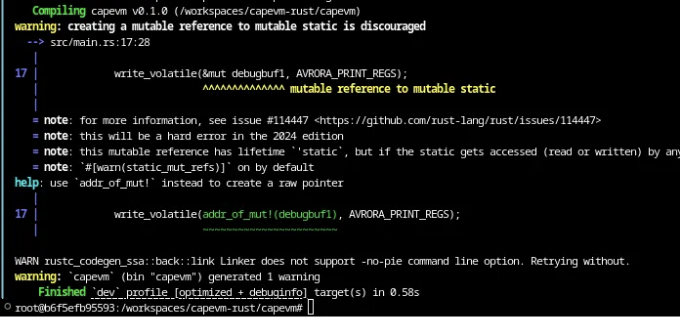 Compiling capevm v0.1.0 (/workspaces/capevm-rust/capevm)
warning: creating a mutable reference to mutable static is discouraged
--> src/main.rs:17:28
|
17 | write_volatile(&mut debugbuf1, AVRORA_PRINT_REGS);
| ^^^^^^^^^^^^^^ mutable reference to mutable static
|
= note: for more information, see issue #114447 <https://github.com/rust-lang/rust/issues/114447>
= note: this will be a hard error in the 2024 edition
= note: this mutable reference has lifetime `'static`, but if the static gets accessed (read or written) by any
= note: `#[warn(static_mut_refs)]` on by default
help: use `addr_of_mut!` instead to create a raw pointer
|
17 | write_volatile(addr_of_mut!(debugbuf1), AVRORA_PRINT_REGS);
| ~~~~~~~~~~~~~~~~~~~~~~~
WARN rustc_codegen_ssa::back::link Linker does not support -no-pie command line option. Retrying without.
warning: `capevm` (bin "capevm") generated 1 warning
Finished `dev` profile [optimized + debuginfo] target(s) in 0.58s
root@b6f5efb95593:/workspaces/capevm-rust/capevm#